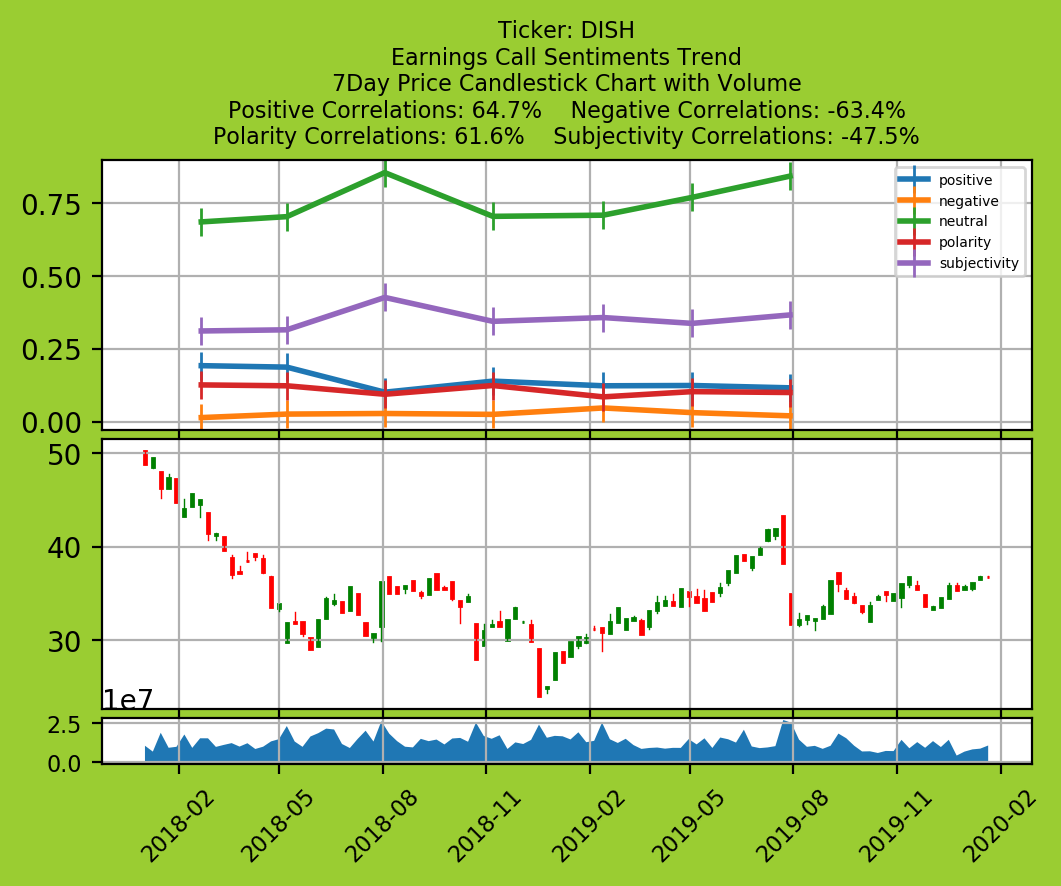 Ticker: DISH
Earnings Call Sentiments Trend
7Day Price Candlestick Chart with Volume
Positive Correlations: 64.7%    Negative Correlations: -63.4%
Polarity Correlations: 61.6%    Subjectivity Correlations: -47.5%
positive
negative
neutral
polarity
subjectivity
0.75
0.50
0.25
0.00
50
40
30
1e7
2.5
0.0
2018-02
2018-05
2018-08
2018-11
2019-02
2019-05
2019-08
2019-11
2020-02